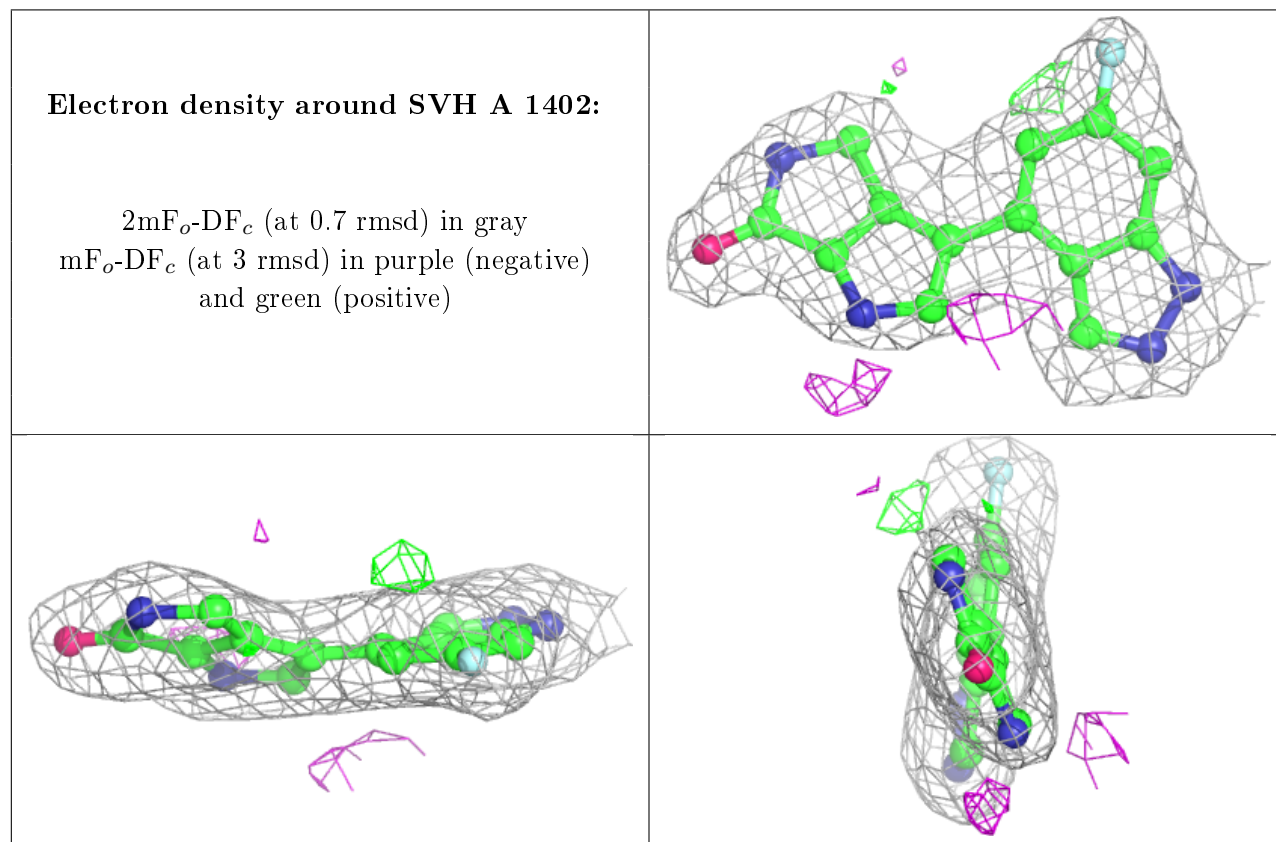 Electron density around SVH A 1402:
2mFo-DFc (at 0.7 rmsd) in gray
mFo-DFc (at 3 rmsd) in purple (negative)
and green (positive)